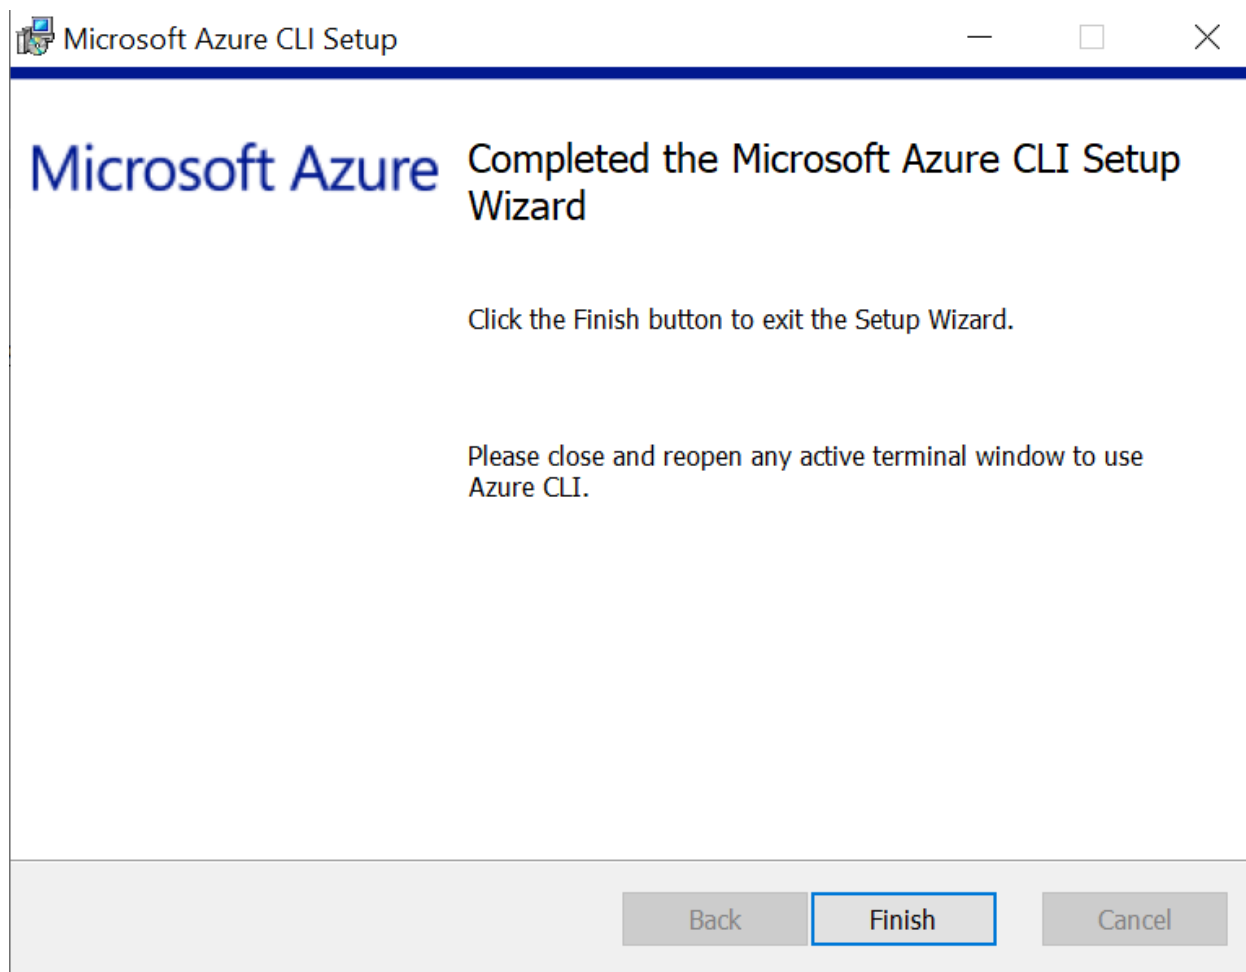 Microsoft Azure CLI Setup
Microsoft Azure
Completed the Microsoft Azure CLI Setup
Wizard
Click the Finish button to exit the Setup Wizard.
Please close and reopen any active terminal window to use
Azure CLI.
Back
Finish
Cancel